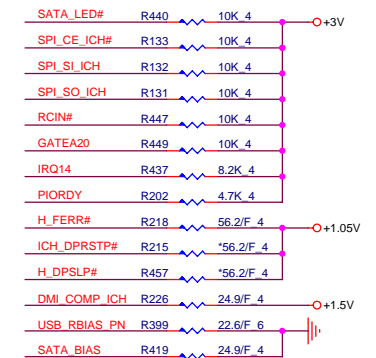 SATA_LED# R440 10K_4 +3V
SPI_CE_ICH# R133 10K_4
SPI_SI_ICH R132 10K_4
SPI_SO_ICH R131 10K_4
RCIN# R447 10K_4
GATEA20 R449 10K_4
IRQ14 R437 8.2K_4
PIORDY R202 4.7K_4
H_FERR# R218 56.2/F_4 +1.05V
ICH_DPRSTP# R215 *56.2/F_4
H_DPSLP# R457 *56.2/F_4
DMI_COMP_ICH R226 24.9/F_4 +1.5V
USB_RBIAS_PN R399 22.6/F_6
SATA_BIAS R419 24.9/F_4